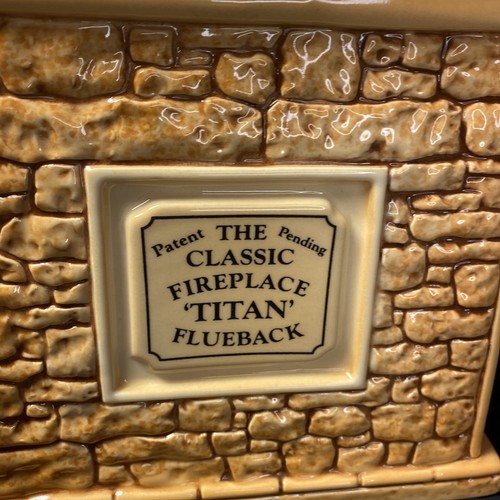 Patent THE Pending
CLASSIC
FIREPLACE
'TITAN'
FLUEBACK